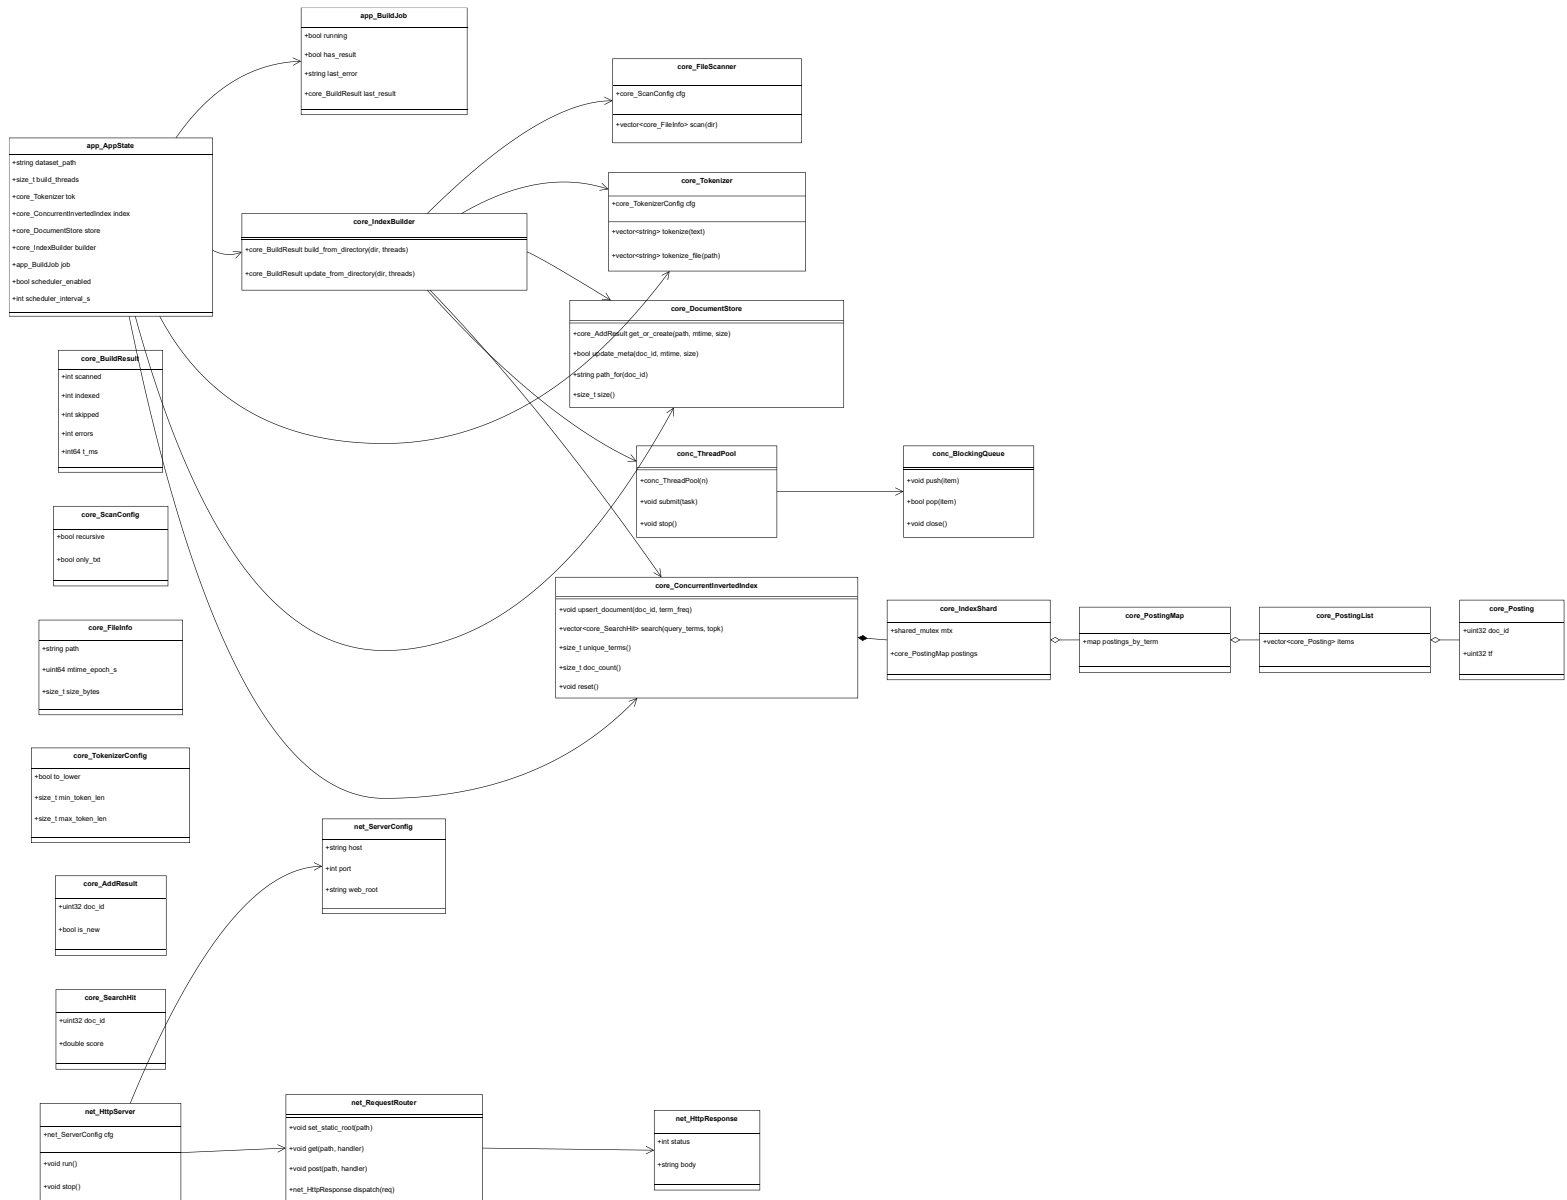 app_BuildJob
+bool running
+bool has_result
+string last_error
+core_BuildResult last_result
core_FileScanner
+core_ScanConfig cfg
+vector<core_FileInfo> scan(dir)
app_AppState
+string dataset_path
+size_t build_threads
+core_Tokenizer tok
+core_ConcurrentInvertedIndex index
+core_DocumentStore store
+core_IndexBuilder builder
+app_BuildJob job
+bool scheduler_enabled
+int scheduler_interval_s
core_IndexBuilder
+core_BuildResult build_from_directory(dir, threads)
+core_BuildResult update_from_directory(dir, threads)
core_Tokenizer
+core_TokenizerConfig cfg
+vector<string> tokenize(text)
+vector<string> tokenize_file(path)
core_DocumentStore
+core_AddResult get_or_create(path, mtime, size)
+bool update_meta(doc_id, mtime, size)
+string path_for(doc_id)
+size_t size()
core_BuildResult
+int scanned
+int indexed
+int skipped
+int errors
+int64 t_ms
conc_ThreadPool
+conc_ThreadPool(n)
+void submit(task)
+void stop()
conc_BlockingQueue
+void push(item)
+bool pop(item)
+void close()
core_ScanConfig
+bool recursive
+bool only_txt
core_ConcurrentInvertedIndex
+void upsert_document(doc_id, term_freq)
+vector<core_SearchHit> search(query_terms, topk)
+size_t unique_terms()
+size_t doc_count()
+void reset()
core_IndexShard
+shared_mutex mtx
+core_PostingMap postings
core_PostingMap
+map postings_by_term
core_PostingList
+vector<core_Posting> items
core_Posting
+uint32 doc_id
+uint32 tf
core_FileInfo
+string path
+uint64 mtime_epoch_s
+size_t size_bytes
core_TokenizerConfig
+bool to_lower
+size_t min_token_len
+size_t max_token_len
net_ServerConfig
+string host
+int port
+string web_root
core_AddResult
+uint32 doc_id
+bool is_new
core_SearchHit
+uint32 doc_id
+double score
net_HttpServer
+net_ServerConfig cfg
+void run()
+void stop()
net_RequestRouter
+void set_static_root(path)
+void get(path, handler)
+void post(path, handler)
+net_HttpResponse dispatch(req)
net_HttpResponse
+int status
+string body